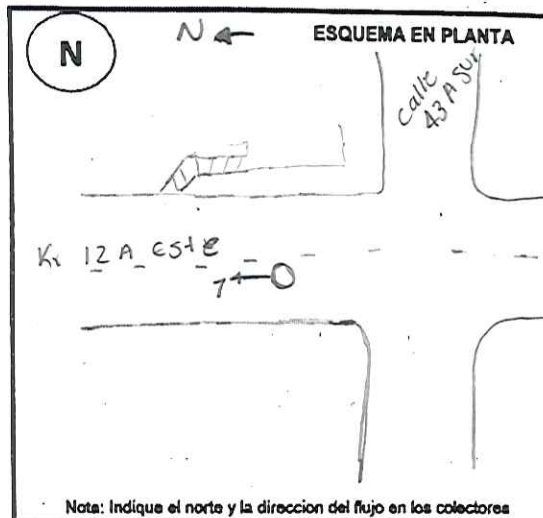 N
N
ESQUEMA EN PLANTA
Calle
43 A Sur
Kr 12 A Este
1
Nota: Indique el norte y la direccion del flujo en los colectores